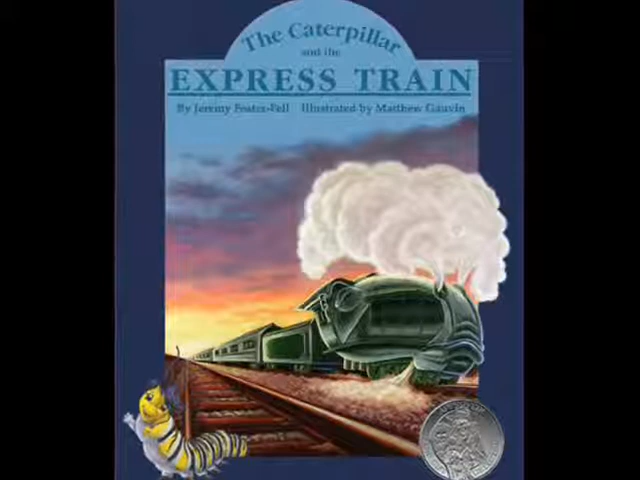 The Caterpillar
and the
EXPRESS TRAIN
By Jeremy Foster-Fell Illustrated by Matthew Gauvin